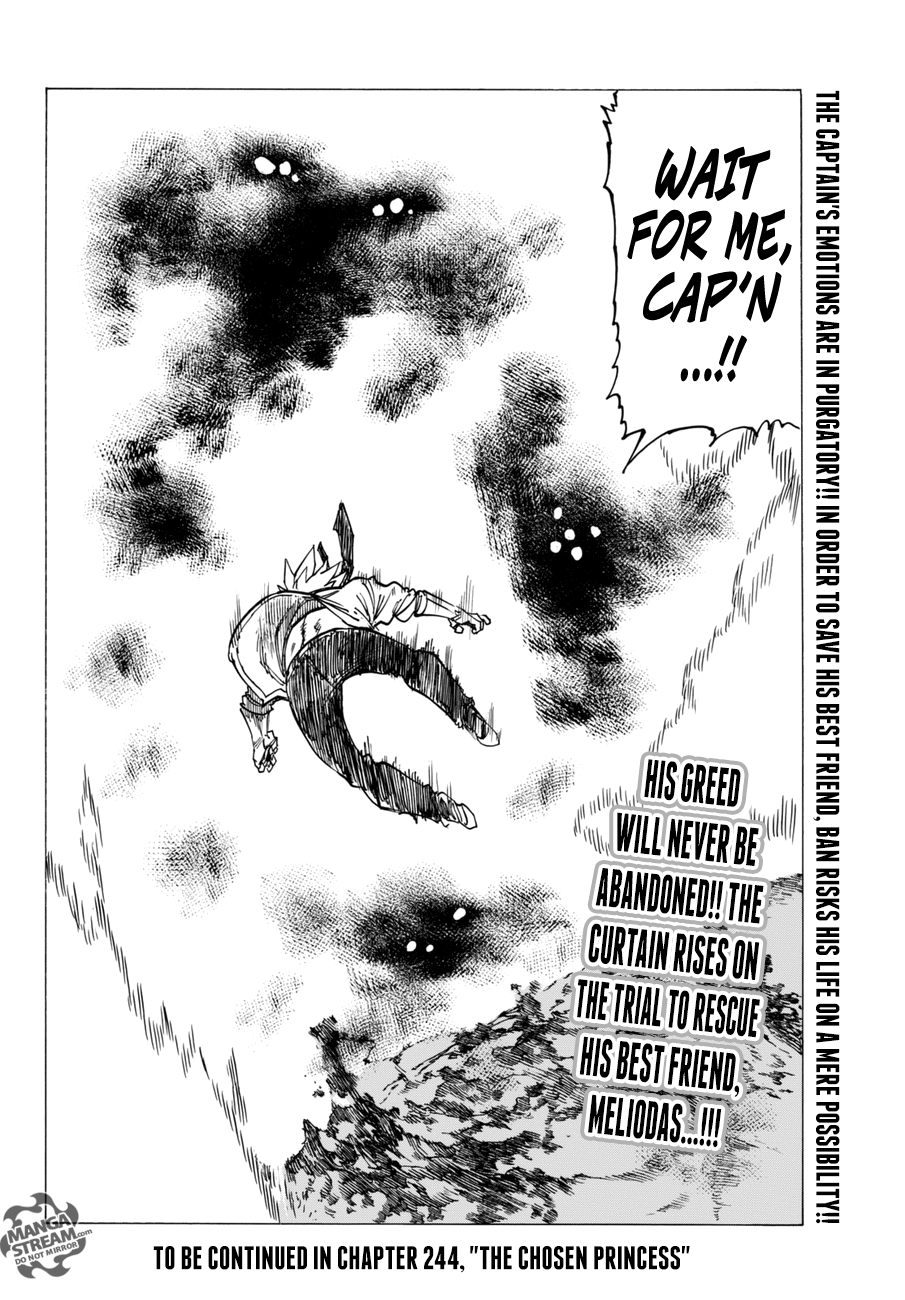 WAIT
FOR ME,
CAP'N
...!!
THE CAPTAIN'S EMOTIONS ARE IN PURGATORY!! IN ORDER TO SAVE HIS BEST FRIEND, BAN RISKS HIS LIFE ON A MERE POSSIBILITY!!
HIS GREED
WILL NEVER BE
ABANDONED!! THE
CURTAIN RISES ON
THE TRIAL TO RESCUE
HIS BEST FRIEND,
MELIODAS...!!!
MANGA
STREAM.com
DO NOT MIRROR
TO BE CONTINUED IN CHAPTER 244, "THE CHOSEN PRINCESS"